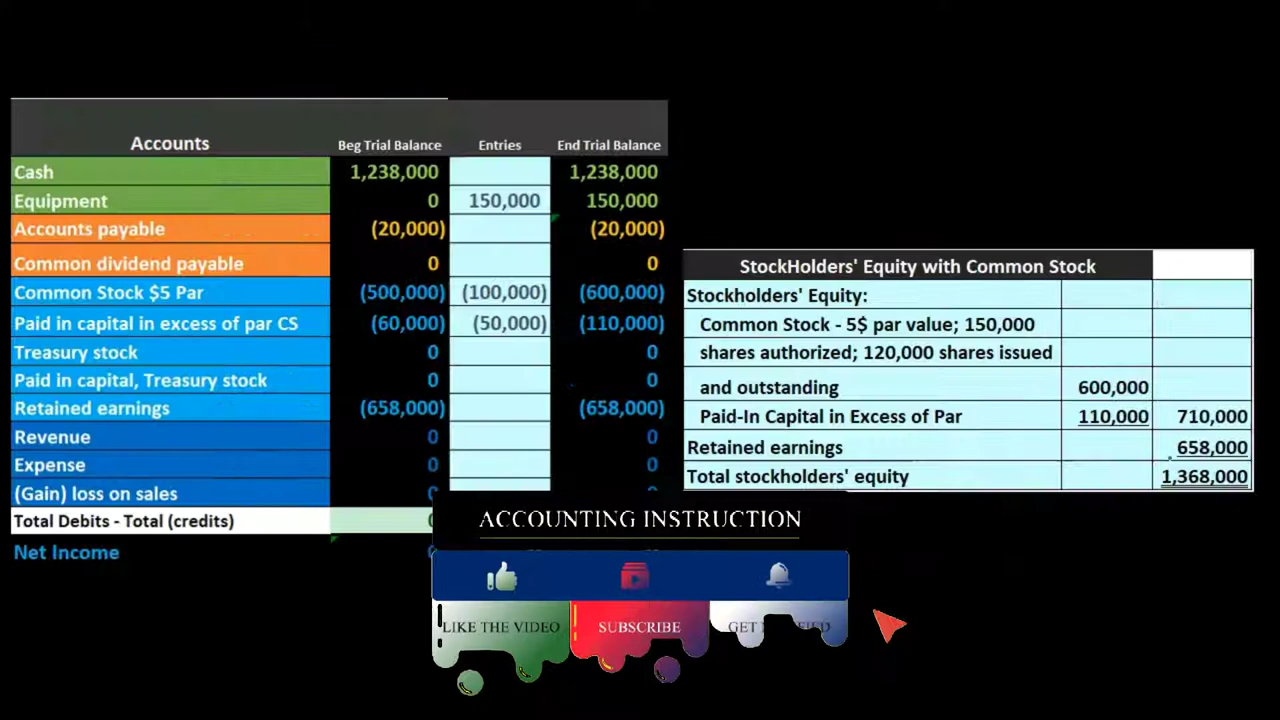 Accounts Beg Trial Balance Entries End Trial Balance
Cash 1,238,000 1,238,000
Equipment 0 150,000 150,000
Accounts payable (20,000) (20,000)
Common dividend payable 0 0
Common Stock $5 Par (500,000) (100,000) (600,000)
Paid in capital in excess of par CS (60,000) (50,000) (110,000)
Treasury stock 0 0
Paid in capital, Treasury stock 0 0
Retained earnings (658,000) (658,000)
Revenue 0 0
Expense 0 0
(Gain) loss on sales
Total Debits - Total (credits)
Net Income
StockHolders' Equity with Common Stock
Stockholders' Equity:
Common Stock - 5$ par value; 150,000
shares authorized; 120,000 shares issued
and outstanding 600,000
Paid-In Capital in Excess of Par 110,000 710,000
Retained earnings 658,000
Total stockholders' equity 1,368,000
ACCOUNTING INSTRUCTION
LIKE THE VIDEO SUBSCRIBE GET